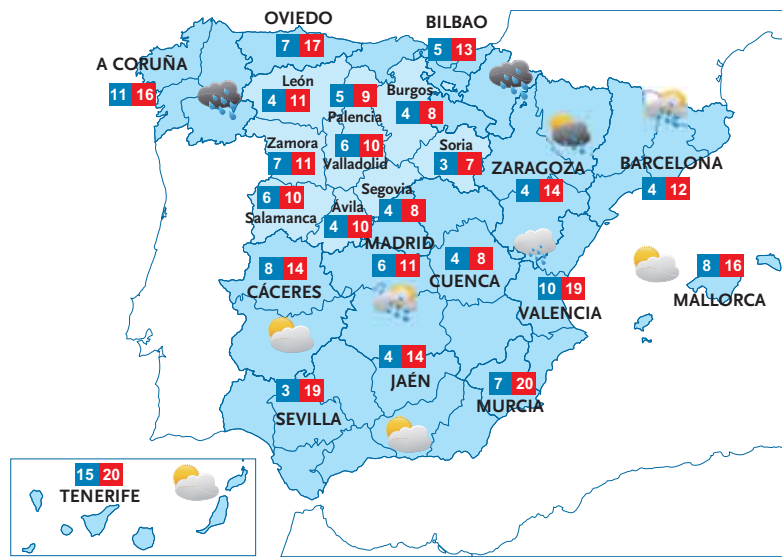 OVIEDO
7 17
BILBAO
5 13
A CORUÑA
11 16
León
4 11
5 9
Palencia
Burgos
4 8
Zamora
7 11
6 10
Valladolid
Soria
3 7
ZARAGOZA
4 14
BARCELONA
4 12
6 10
Salamanca
Ávila
4 10
Segovia
4 8
MADRID
6 11
4 8
CUENCA
8 14
CÁCERES
10 19
VALENCIA
8 16
MALLORCA
4 14
JAÉN
3 19
SEVILLA
7 20
MURCIA
15 20
TENERIFE